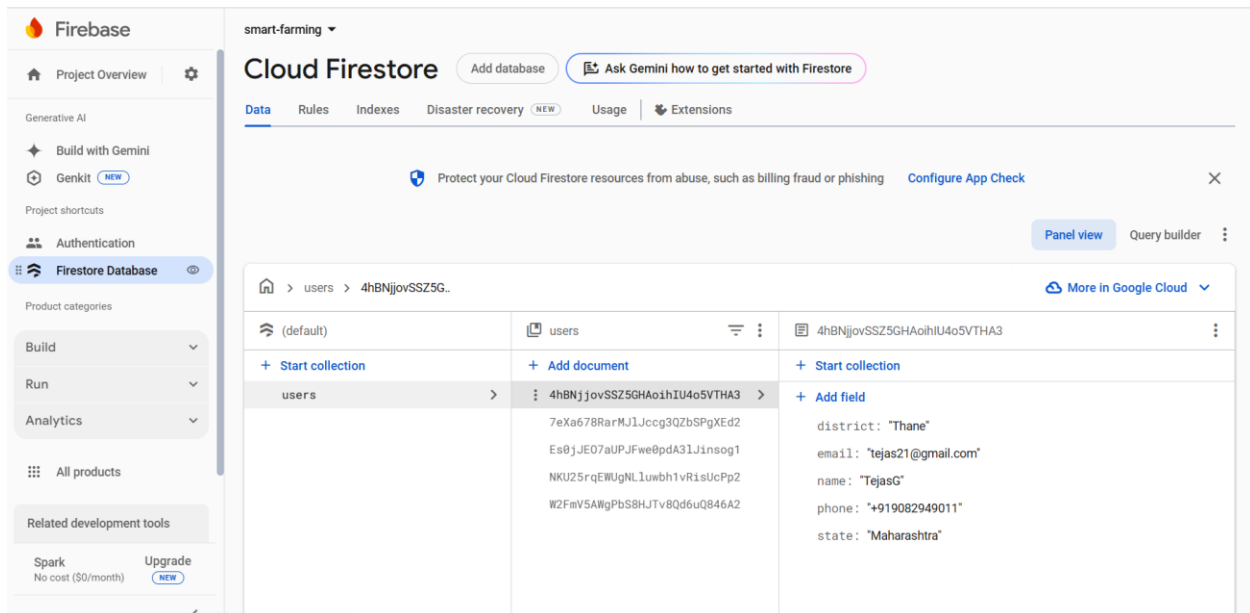 Firebase
Project Overview
Generative AI
Build with Gemini
Genkit NEW
Project shortcuts
Authentication
Firestore Database
Product categories
Build
Run
Analytics
All products
Related development tools
Spark
No cost ($0/month)
Upgrade
NEW
smart-farming
Cloud Firestore
Add database
Ask Gemini how to get started with Firestore
Data Rules Indexes Disaster recovery NEW Usage Extensions
Protect your Cloud Firestore resources from abuse, such as billing fraud or phishing Configure App Check
Panel view Query builder
users > 4hBNjjovSSZ5G..
More in Google Cloud
(default)
+ Start collection
users
users
+ Add document
4hBNjjovSSZ5GHAoihIU4o5VTHA3
7eXa678RarMJlJccg3QZbSPgXEd2
Es0jJEO7aUPJFwe0pdA3lJinsog1
NKU25rqEWUgNLluwbh1vRisUcPp2
W2FmV5AWgPbS8HJTv8Qd6uQ846A2
4hBNjjovSSZ5GHAoihIU4o5VTHA3
+ Start collection
+ Add field
district: "Thane"
email: "tejas21@gmail.com"
name: "TejasG"
phone: "+919082949011"
state: "Maharashtra"